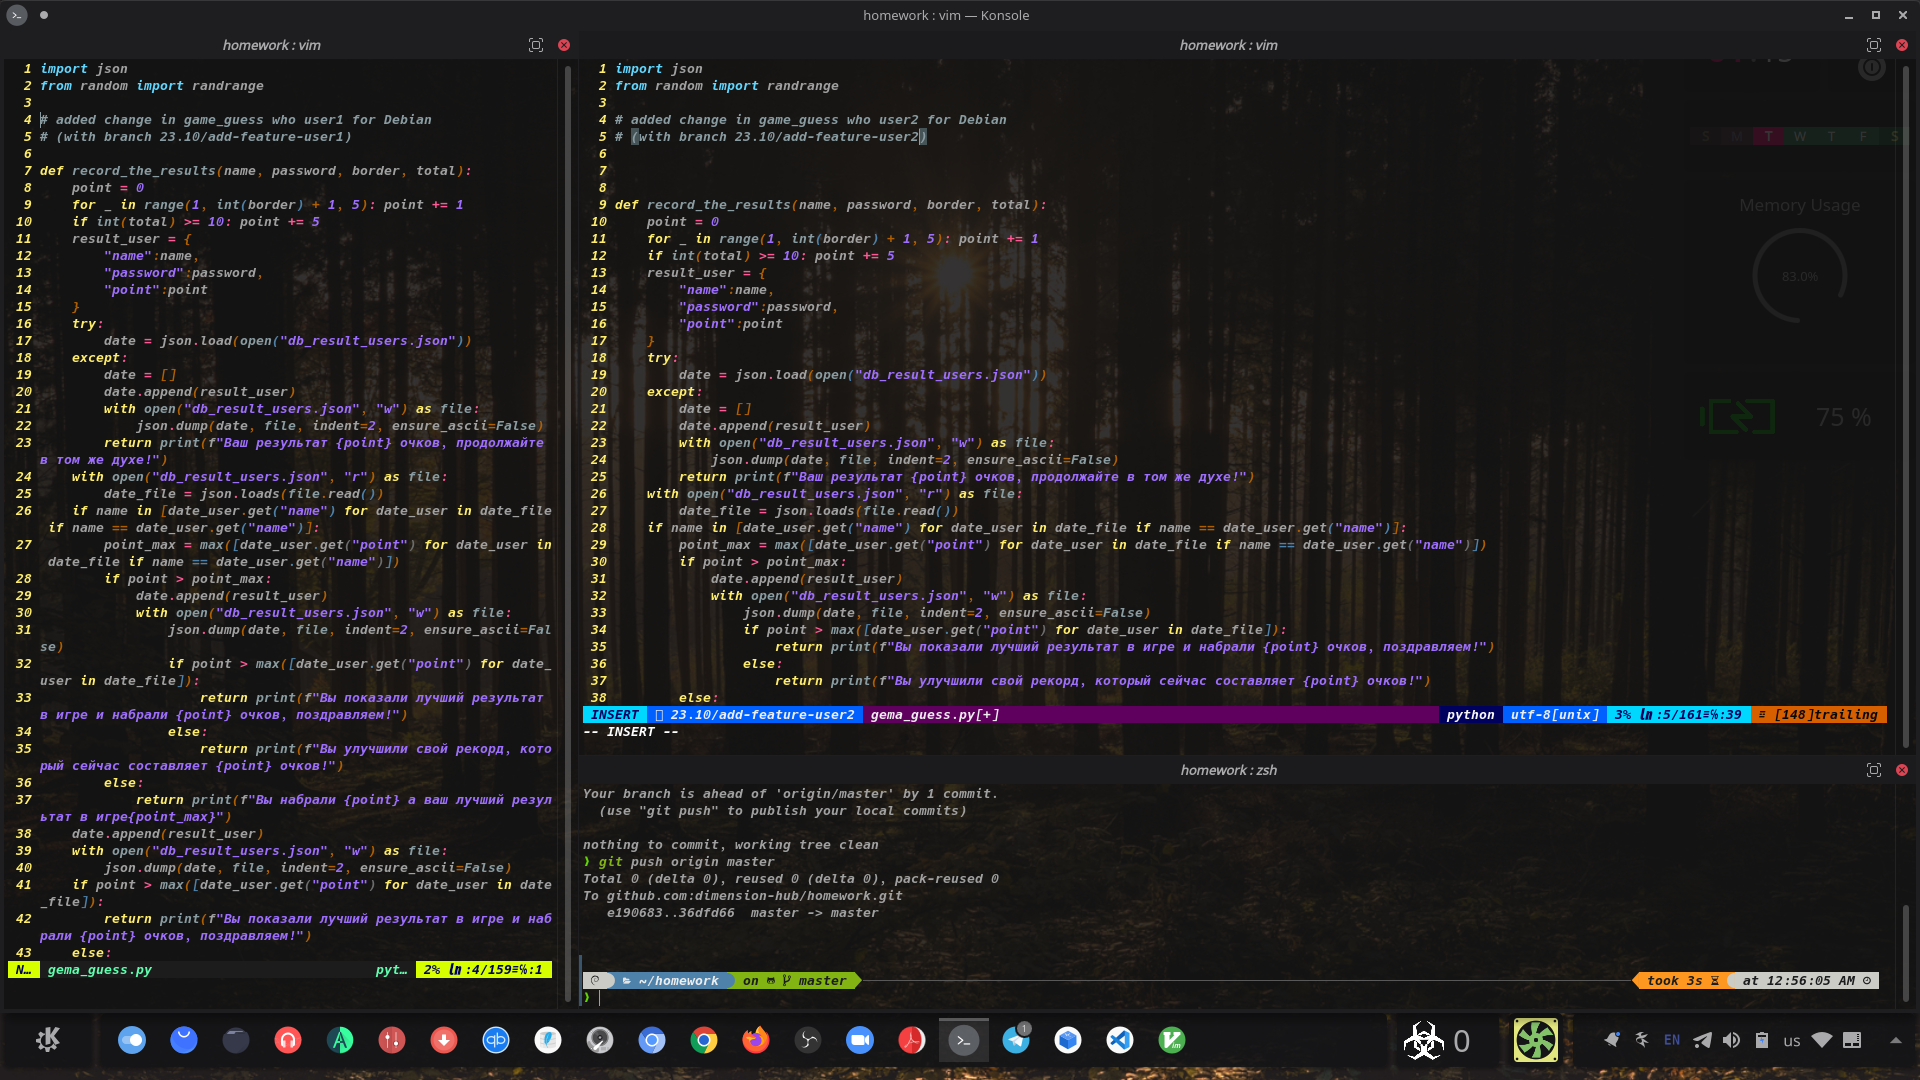 homework : vim — Konsole
homework : vim
1 import json
2 from random import randrange
3
4 # added change in game_guess who user1 for Debian
5 # (with branch 23.10/add-feature-user1)
6
7 def record_the_results(name, password, border, total):
8     point = 0
9     for _ in range(1, int(border) + 1, 5): point += 1
10     if int(total) >= 10: point += 5
11     result_user = {
12         "name":name,
13         "password":password,
14         "point":point
15     }
16     try:
17         date = json.load(open("db_result_users.json"))
18     except:
19         date = []
20         date.append(result_user)
21         with open("db_result_users.json", "w") as file:
22             json.dump(date, file, indent=2, ensure_ascii=False)
23         return print(f"Ваш результат {point} очков, продолжайте
в том же духе!")
24     with open("db_result_users.json", "r") as file:
25         date_file = json.loads(file.read())
26     if name in [date_user.get("name") for date_user in date_file
 if name == date_user.get("name")]:
27         point_max = max([date_user.get("point") for date_user in
 date_file if name == date_user.get("name")])
28         if point > point_max:
29             date.append(result_user)
30             with open("db_result_users.json", "w") as file:
31                 json.dump(date, file, indent=2, ensure_ascii=Fal
se)
32                 if point > max([date_user.get("point") for date_
user in date_file]):
33                     return print(f"Вы показали лучший результат
в игре и набрали {point} очков, поздравляем!")
34                 else:
35                     return print(f"Вы улучшили свой рекорд, кото
рый сейчас составляет {point} очков!")
36         else:
37             return print(f"Вы набрали {point} а ваш лучший резул
ьтат в игре{point_max}")
38     date.append(result_user)
39     with open("db_result_users.json", "w") as file:
40         json.dump(date, file, indent=2, ensure_ascii=False)
41     if point > max([date_user.get("point") for date_user in date
_file]):
42         return print(f"Вы показали лучший результат в игре и наб
рали {point} очков, поздравляем!")
43     else:
N… gema_guess.py pyt… 2% ln:4/159≡%:1
homework : vim
1 import json
2 from random import randrange
3
4 # added change in game_guess who user2 for Debian
5 # (with branch 23.10/add-feature-user2)
6
7
8
9 def record_the_results(name, password, border, total):
10     point = 0
11     for _ in range(1, int(border) + 1, 5): point += 1
12     if int(total) >= 10: point += 5
13     result_user = {
14         "name":name,
15         "password":password,
16         "point":point
17     }
18     try:
19         date = json.load(open("db_result_users.json"))
20     except:
21         date = []
22         date.append(result_user)
23         with open("db_result_users.json", "w") as file:
24             json.dump(date, file, indent=2, ensure_ascii=False)
25         return print(f"Ваш результат {point} очков, продолжайте в том же духе!")
26     with open("db_result_users.json", "r") as file:
27         date_file = json.loads(file.read())
28     if name in [date_user.get("name") for date_user in date_file if name == date_user.get("name")]:
29         point_max = max([date_user.get("point") for date_user in date_file if name == date_user.get("name")])
30         if point > point_max:
31             date.append(result_user)
32             with open("db_result_users.json", "w") as file:
33                 json.dump(date, file, indent=2, ensure_ascii=False)
34                 if point > max([date_user.get("point") for date_user in date_file]):
35                     return print(f"Вы показали лучший результат в игре и набрали {point} очков, поздравляем!")
36                 else:
37                     return print(f"Вы улучшили свой рекорд, который сейчас составляет {point} очков!")
38         else:
INSERT 23.10/add-feature-user2 gema_guess.py[+] python utf-8[unix] 3% ln:5/161≡%:39 ≡ [148]trailing
-- INSERT --
S M T W T F S
Memory Usage
83.0%
75 %
homework : zsh
Your branch is ahead of 'origin/master' by 1 commit.
  (use "git push" to publish your local commits)

nothing to commit, working tree clean
❯ git push origin master
Total 0 (delta 0), reused 0 (delta 0), pack-reused 0
To github.com:dimension-hub/homework.git
   e190683..36dfd66  master -> master
~/homework on master took 3s at 12:56:05 AM
❯
1
0
EN
us